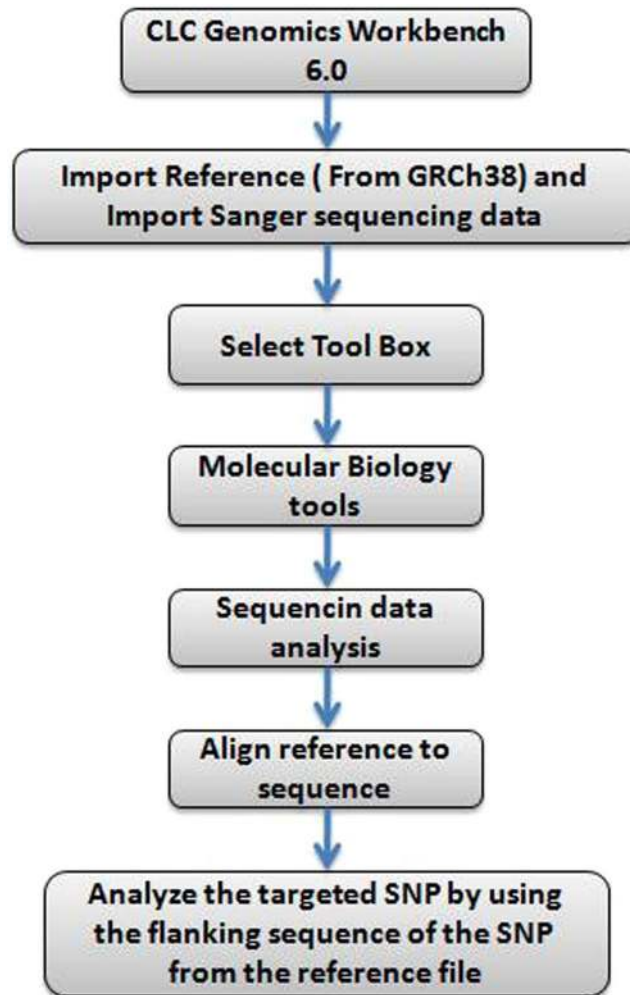 CLC Genomics Workbench
6.0
Import Reference ( From GRCh38) and
Import Sanger sequencing data
Select Tool Box
Molecular Biology
tools
Sequencin data
analysis
Align reference to
sequence
Analyze the targeted SNP by using
the flanking sequence of the SNP
from the reference file